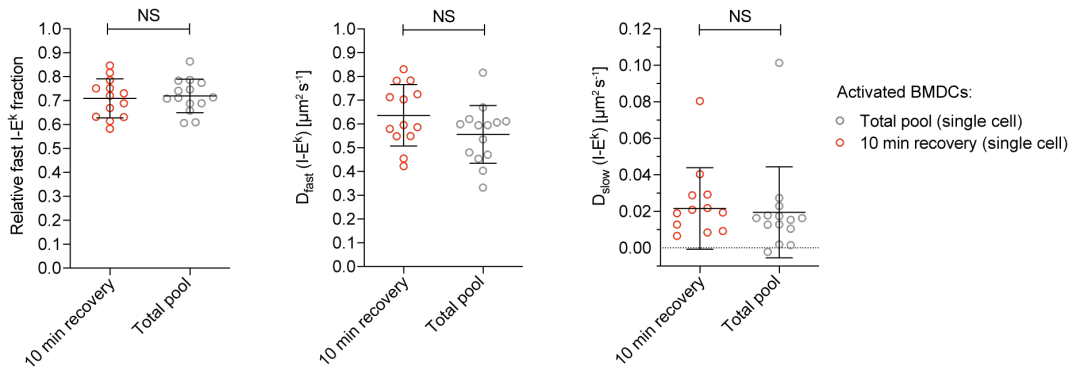 NS
Relative fast I-Eᵏ fraction
1.0
0.9
0.8
0.7
0.6
0.5
0.4
0.3
0.2
0.1
0.0
10 min recovery
Total pool
NS
D_fast (I-Eᵏ) [µm² s⁻¹]
1.0
0.9
0.8
0.7
0.6
0.5
0.4
0.3
0.2
0.1
0.0
10 min recovery
Total pool
NS
D_slow (I-Eᵏ) [µm² s⁻¹]
0.12
0.10
0.08
0.06
0.04
0.02
0.00
10 min recovery
Total pool
Activated BMDCs:
Total pool (single cell)
10 min recovery (single cell)